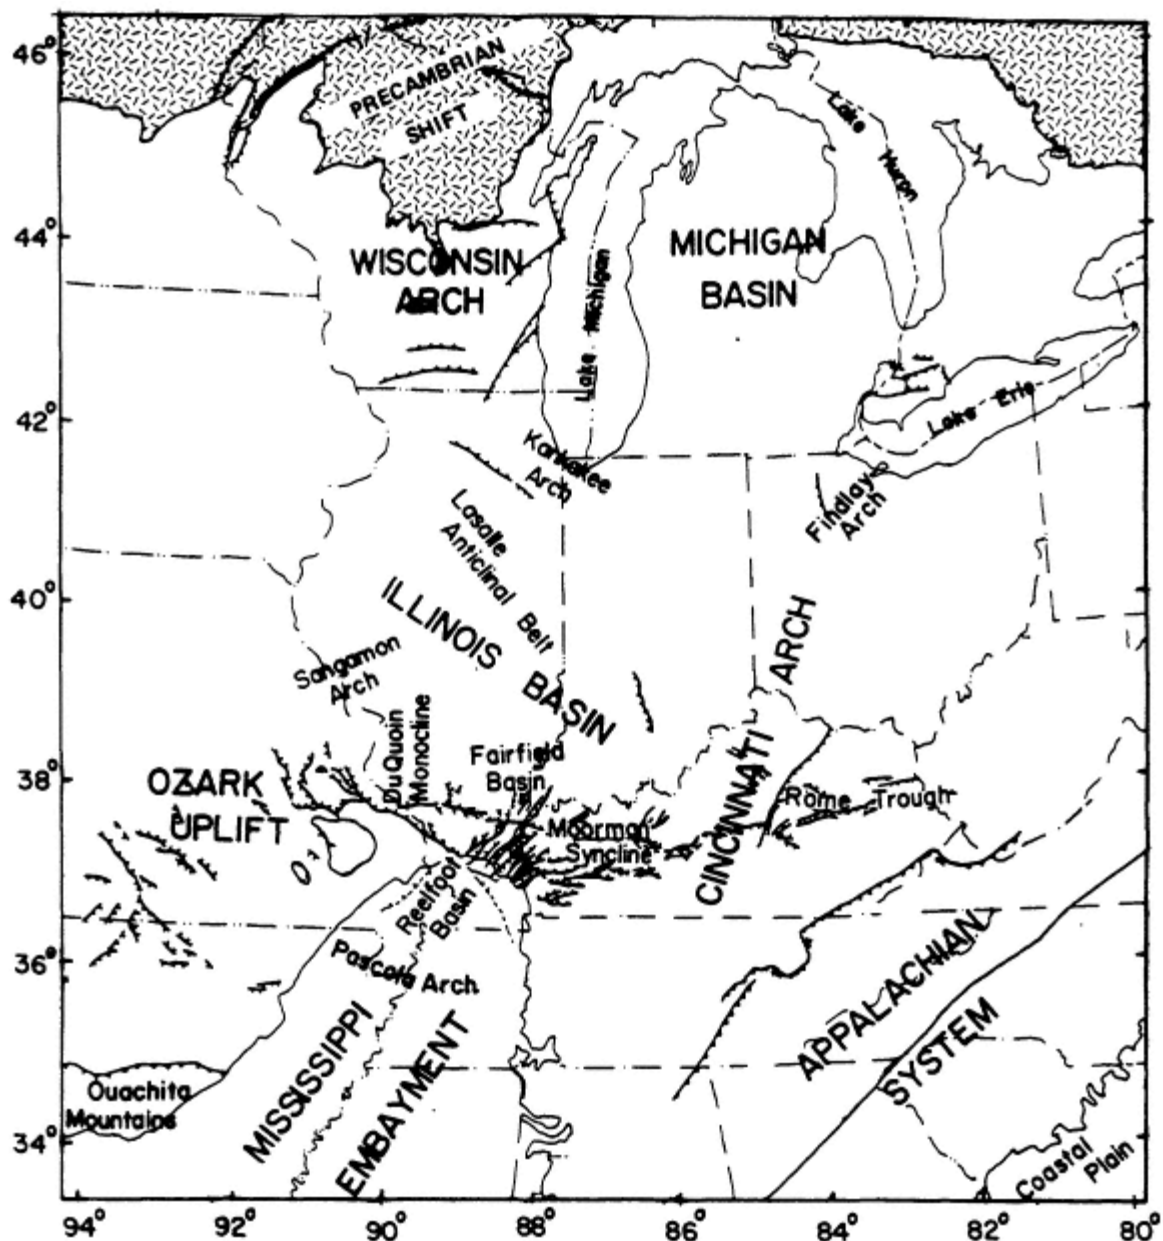 46°
44°
42°
40°
38°
36°
34°
PRECAMBRIAN
SHIFT
Lake
Huron
WISCONSIN
ARCH
Lake Michigan
MICHIGAN
BASIN
Lake Erie
Kankakee
Arch
Findlay
Arch
Lasalle
Anticlinal Belt
ILLINOIS BASIN
Sangamon
Arch
DuQuoin
Monocline
Fairfield
Basin
CINCINNATI ARCH
OZARK
UPLIFT
Rome Trough
Moorman
Syncline
Reelfoot
Basin
Pascola Arch
APPALACHIAN
SYSTEM
MISSISSIPPI
EMBAYMENT
Ouachita
Mountains
Coastal
Plain
94° 92° 90° 88° 86° 84° 82° 80°